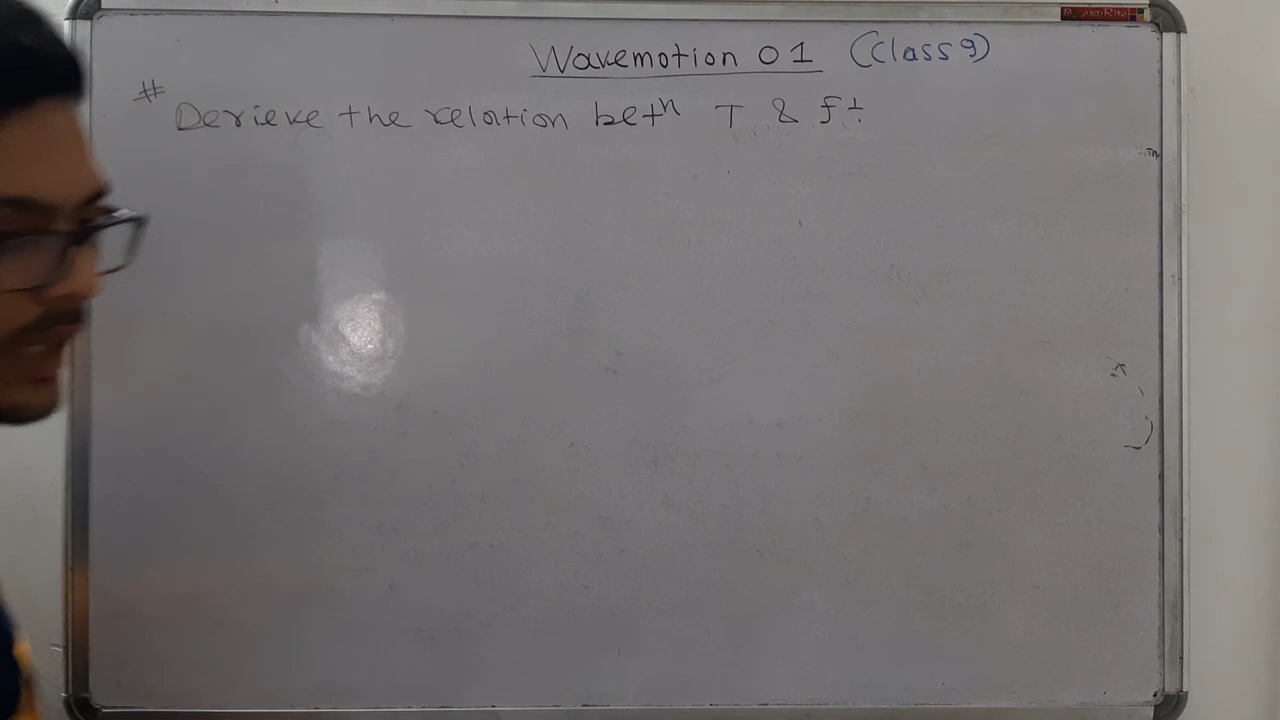 Wavemotion 01 (Class 9)
# Derieve the relation betn T & f÷